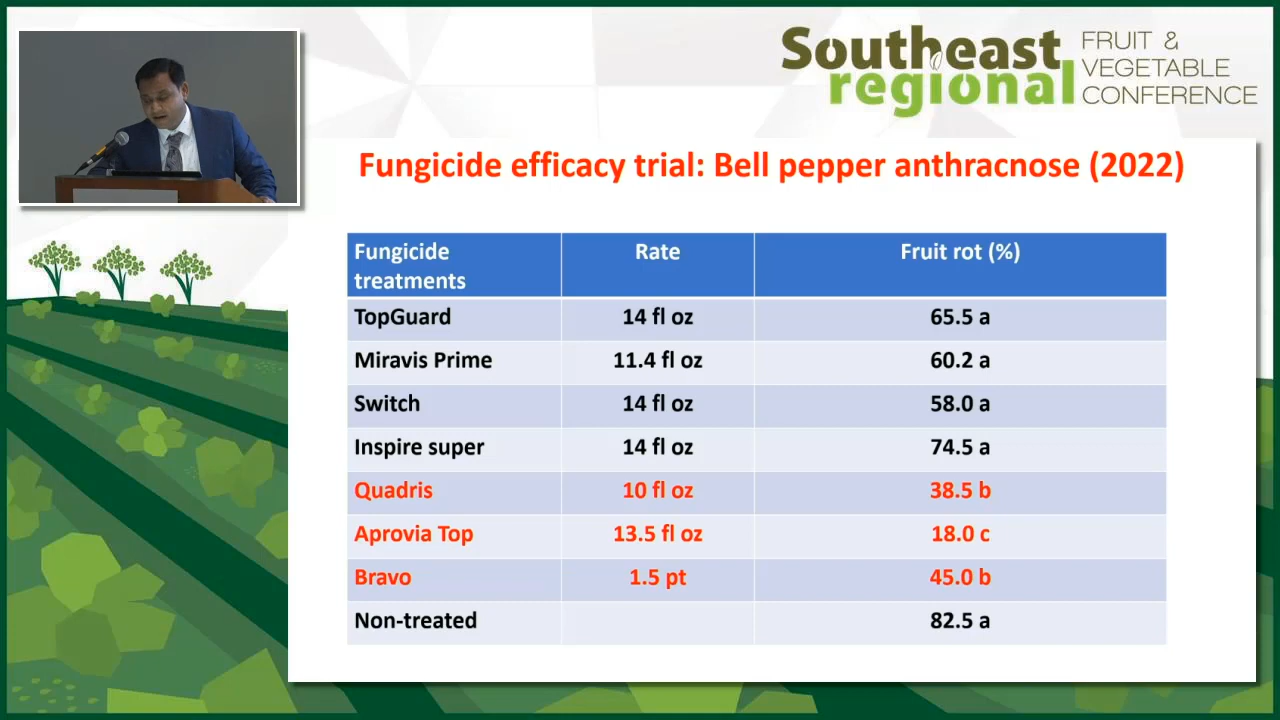 Southeast
regional
FRUIT &
VEGETABLE
CONFERENCE
Fungicide efficacy trial: Bell pepper anthracnose (2022)
Fungicide treatments Rate Fruit rot (%)
TopGuard 14 fl oz 65.5 a
Miravis Prime 11.4 fl oz 60.2 a
Switch 14 fl oz 58.0 a
Inspire super 14 fl oz 74.5 a
Quadris 10 fl oz 38.5 b
Aprovia Top 13.5 fl oz 18.0 c
Bravo 1.5 pt 45.0 b
Non-treated 82.5 a